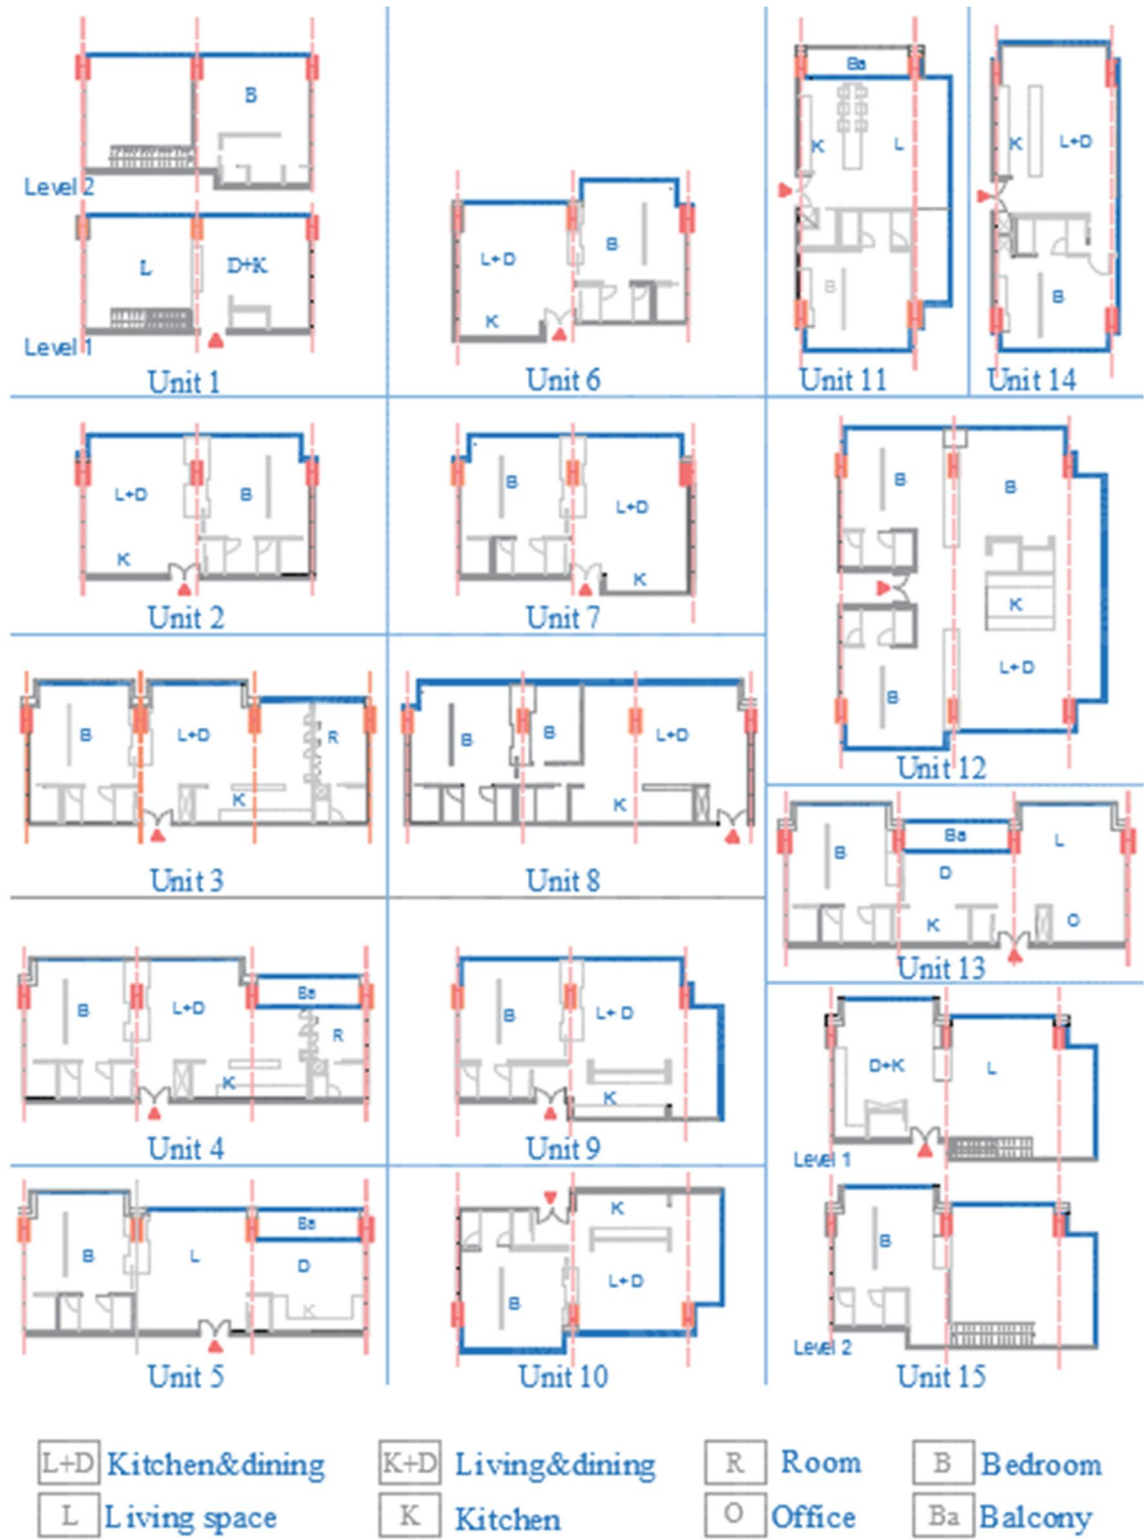 B
Level 2
L D+K
Level 1
Unit 1
L+D B
K
Unit 6
Ba
K L
B
Unit 11
K L+D
B
Unit 14
L+D B
K
Unit 2
B L+D
K
Unit 7
B B
K
L+D
B
Unit 12
B L+D R
K
Unit 3
B B L+D
K
Unit 8
Ba
B L
D
K O
Unit 13
Ba
B L+D
R
K
Unit 4
B L+D
K
Unit 9
D+K L
Level 1
B
Level 2
Unit 15
Ba
B L D
K
Unit 5
K
L+D
B
Unit 10
L+D Kitchen&dining K+D Living&dining R Room B Bedroom
L Living space K Kitchen O Office Ba Balcony